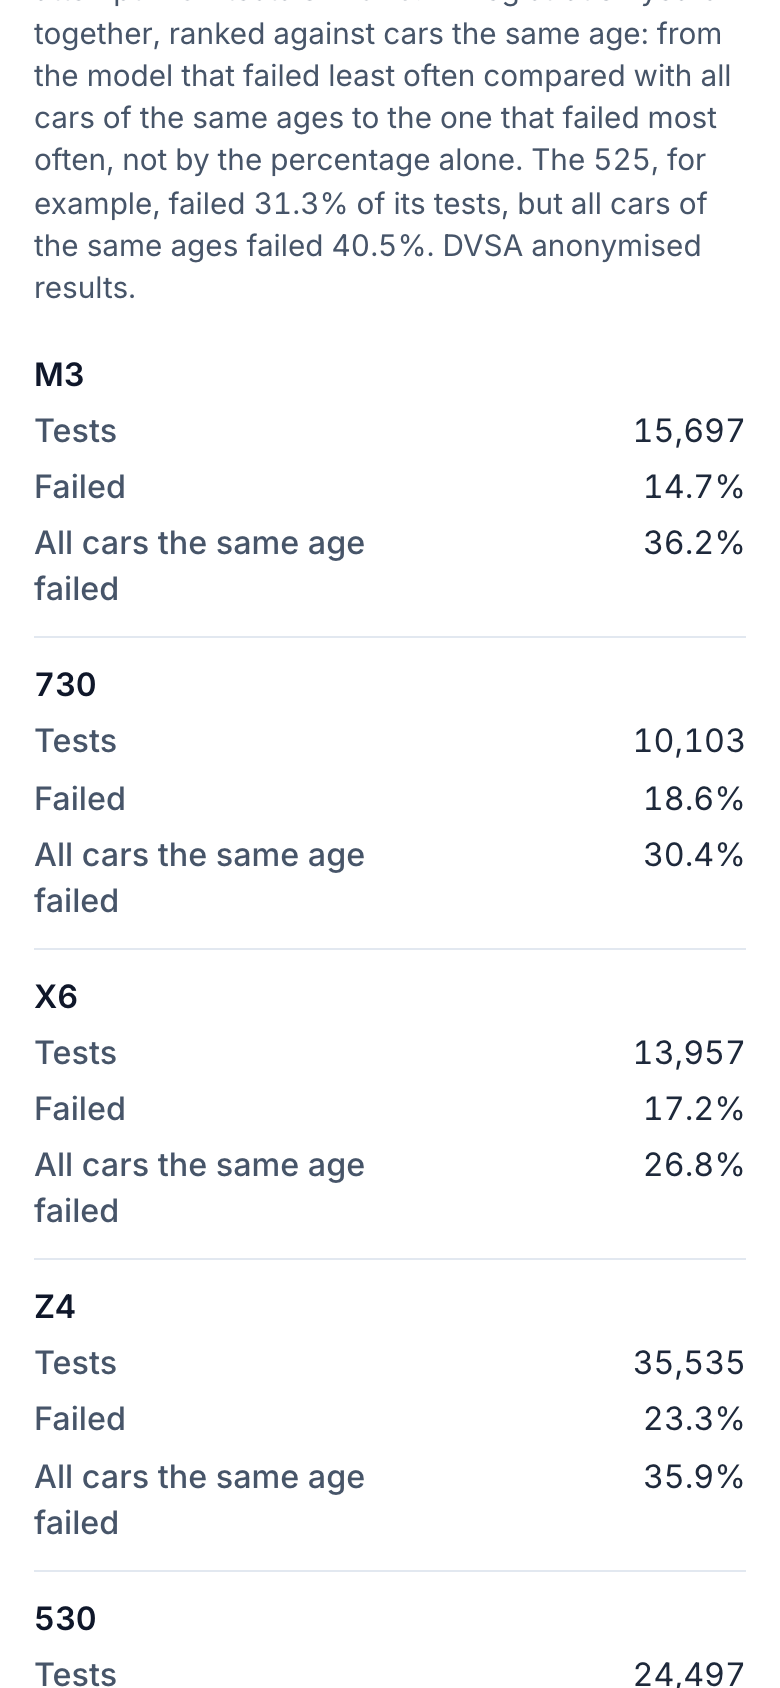 together, ranked against cars the same age: from
the model that failed least often compared with all
cars of the same ages to the one that failed most
often, not by the percentage alone. The 525, for
example, failed 31.3% of its tests, but all cars of
the same ages failed 40.5%. DVSA anonymised
results.
M3
Tests 15,697
Failed 14.7%
All cars the same age 36.2%
failed
730
Tests 10,103
Failed 18.6%
All cars the same age 30.4%
failed
X6
Tests 13,957
Failed 17.2%
All cars the same age 26.8%
failed
Z4
Tests 35,535
Failed 23.3%
All cars the same age 35.9%
failed
530
Tests 24,497